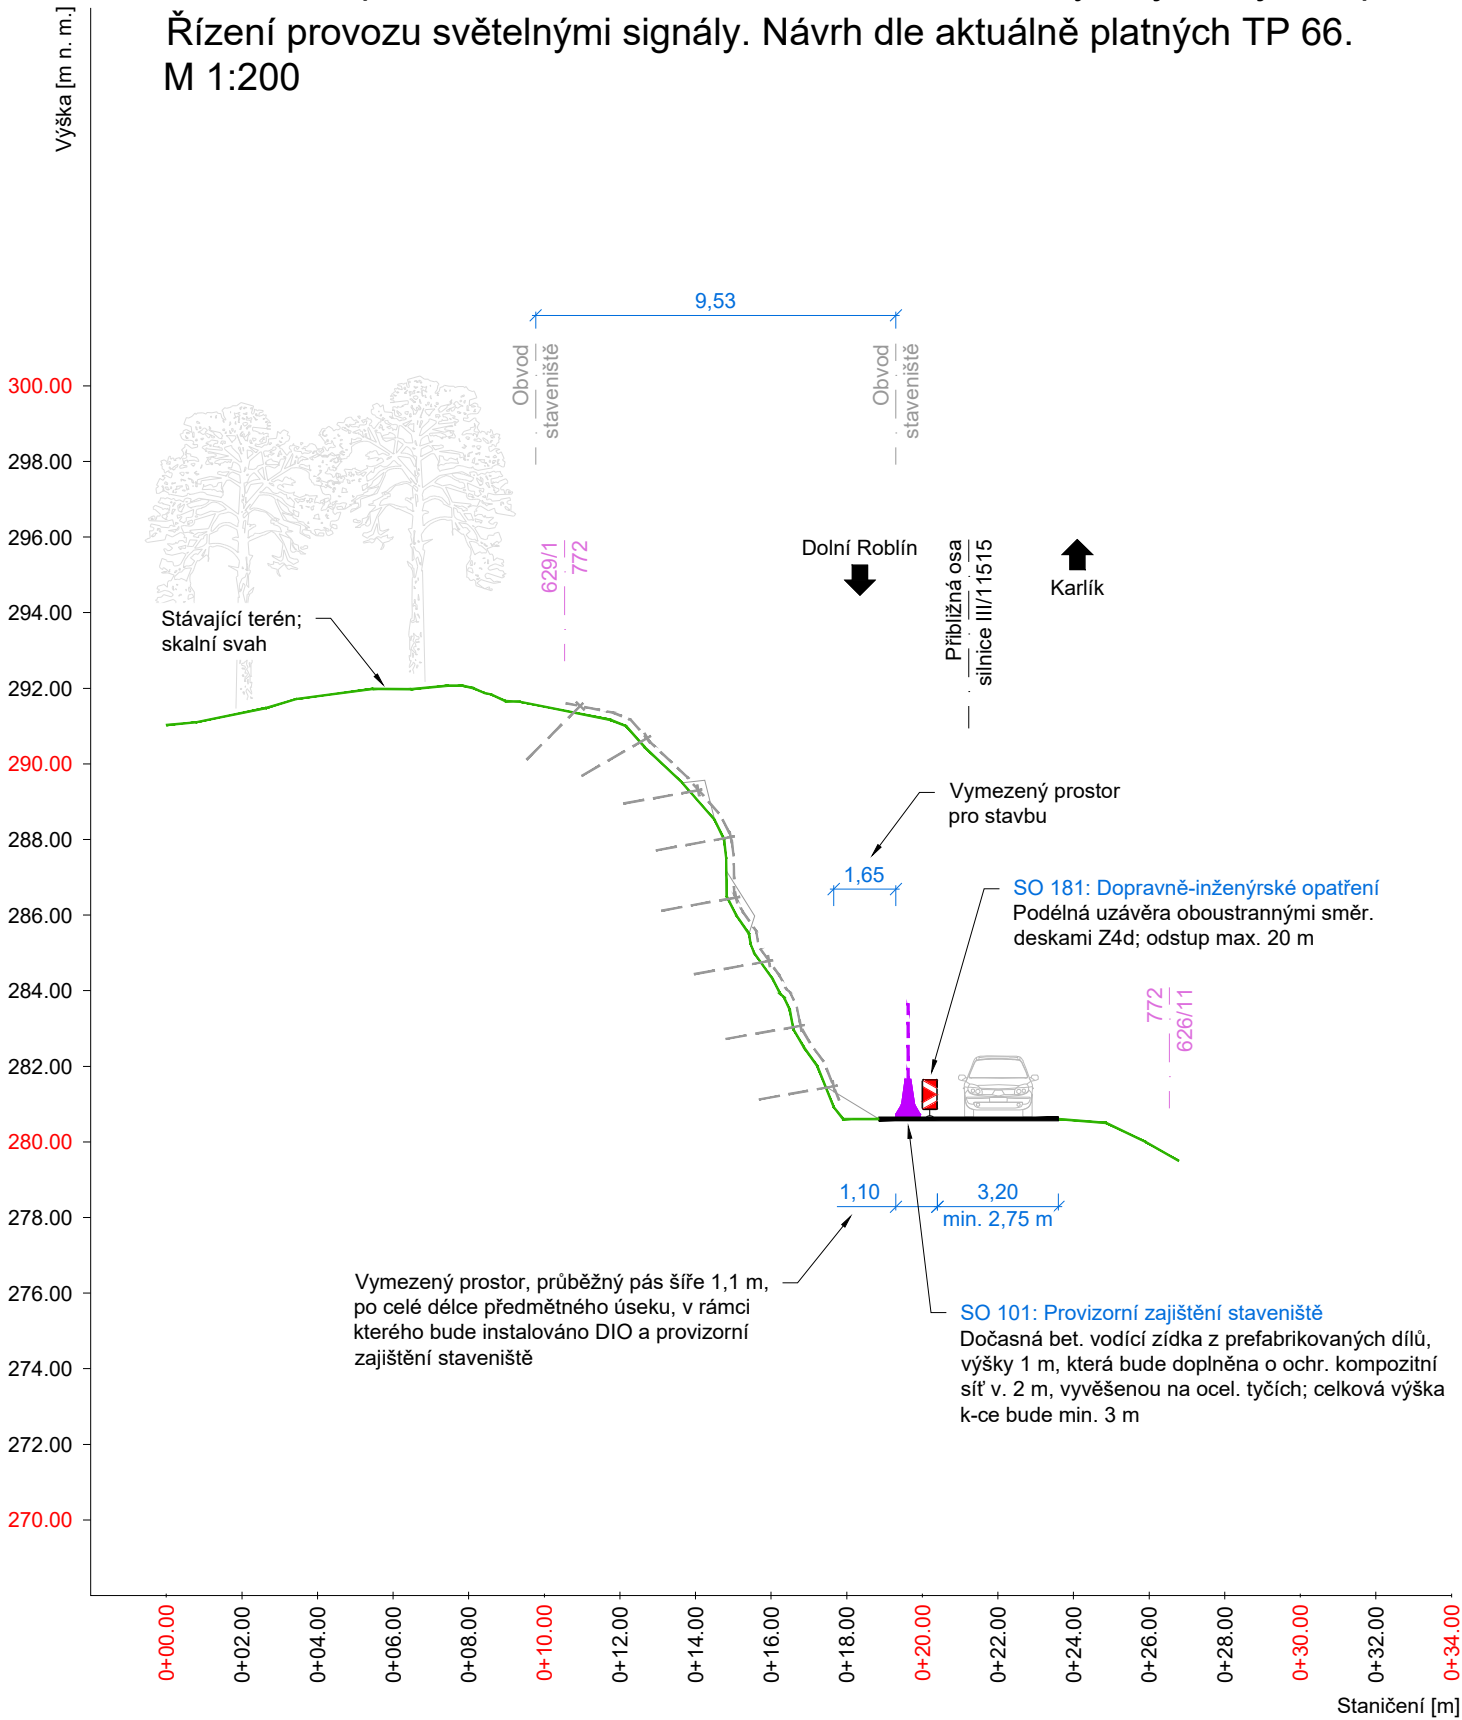 Řízení provozu světelnými signály. Návrh dle aktuálně platných TP 66.
M 1:200
Výška [m n. m.]
9,53
Obvod
staveniště
Obvod
staveniště
300.00
298.00
296.00
294.00
292.00
290.00
288.00
286.00
284.00
282.00
280.00
278.00
276.00
274.00
272.00
270.00
629/1
772
Dolní Roblín
Přibližná osa
silnice III/11515
Karlík
Stávající terén;
skalní svah
Vymezený prostor
pro stavbu
1,65
SO 181: Dopravně-inženýrské opatření
Podélná uzávěra oboustrannými směr.
deskami Z4d; odstup max. 20 m
772
626/11
1,10
3,20
min. 2,75 m
Vymezený prostor, průběžný pás šíře 1,1 m,
po celé délce předmětného úseku, v rámci
kterého bude instalováno DIO a provizorní
zajištění staveniště
SO 101: Provizorní zajištění staveniště
Dočasná bet. vodící zídka z prefabrikovaných dílů,
výšky 1 m, která bude doplněna o ochr. kompozitní
síť v. 2 m, vyvěšenou na ocel. tyčích; celková výška
k-ce bude min. 3 m
0+00.00
0+02.00
0+04.00
0+06.00
0+08.00
0+10.00
0+12.00
0+14.00
0+16.00
0+18.00
0+20.00
0+22.00
0+24.00
0+26.00
0+28.00
0+30.00
0+32.00
0+34.00
Staničení [m]